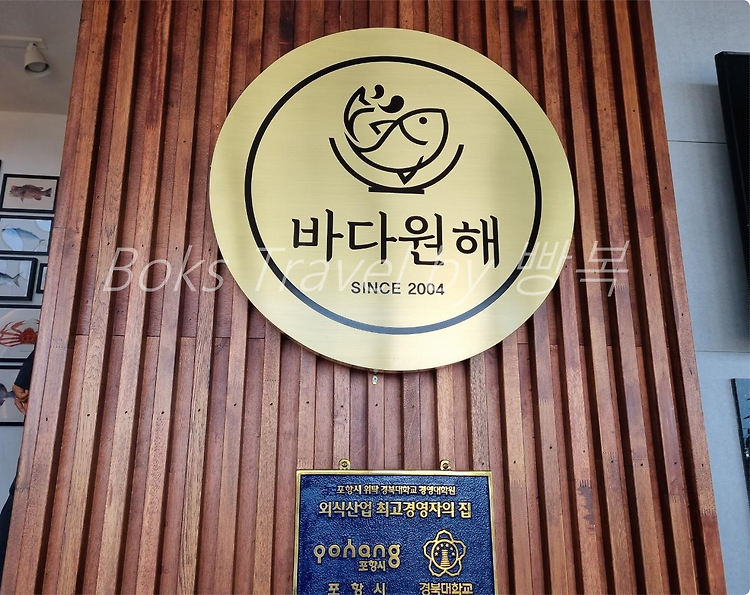 바다원해
SINCE 2004
Boks Travel by 빵복
포항시 위탁 경북대학교 경영대학원
외식산업 최고경영자의 집
pohang
포항시
포항시 경북대학교